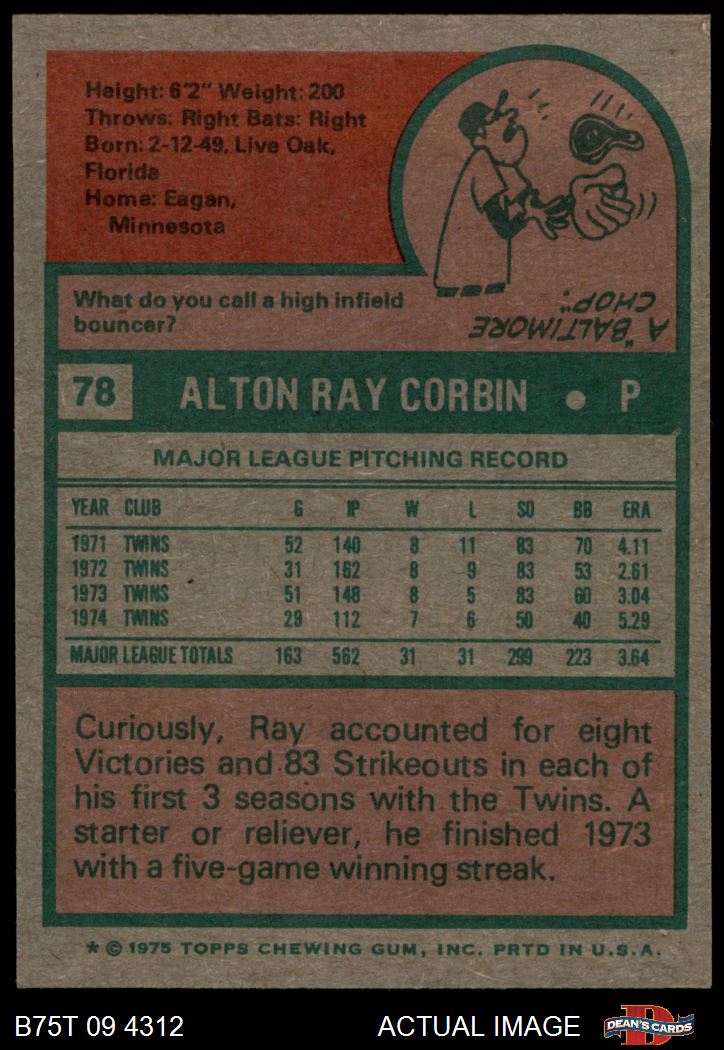 Height: 6'2" Weight: 200
Throws: Right Bats: Right
Born: 2-12-49, Live Oak,
Florida
Home: Eagan,
Minnesota
What do you call a high infield
bouncer?
A "BALTIMORE
CHOP".
78 ALTON RAY CORBIN • P
MAJOR LEAGUE PITCHING RECORD
YEAR CLUB G IP W L SO BB ERA
1971 TWINS 52 140 8 11 83 70 4.11
1972 TWINS 31 162 8 9 83 53 2.61
1973 TWINS 51 148 8 5 83 60 3.04
1974 TWINS 29 112 7 6 50 40 5.29
MAJOR LEAGUE TOTALS 163 562 31 31 299 223 3.64
Curiously, Ray accounted for eight
Victories and 83 Strikeouts in each of
his first 3 seasons with the Twins. A
starter or reliever, he finished 1973
with a five-game winning streak.
* © 1975 TOPPS CHEWING GUM, INC. PRTD IN U.S.A.
B75T 09 4312 ACTUAL IMAGE D DEAN'S CARDS